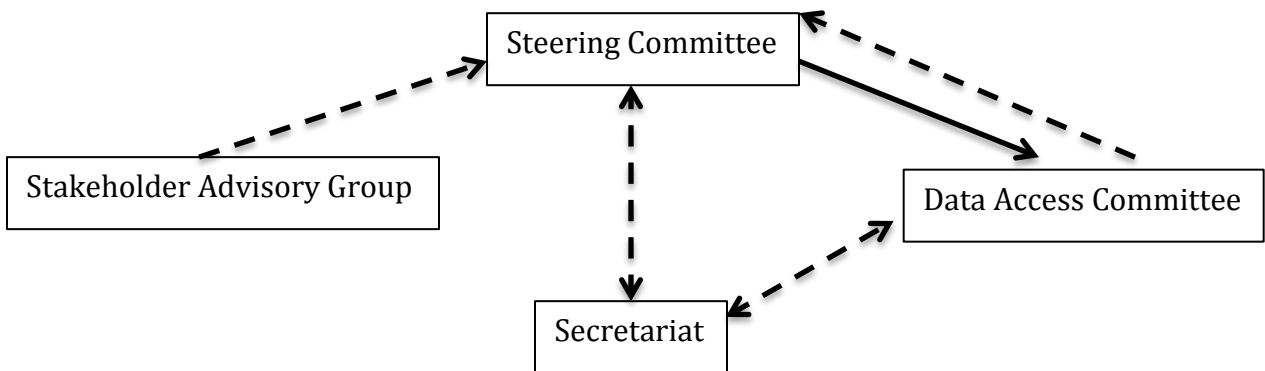 Steering Committee
Stakeholder Advisory Group
Data Access Committee
Secretariat